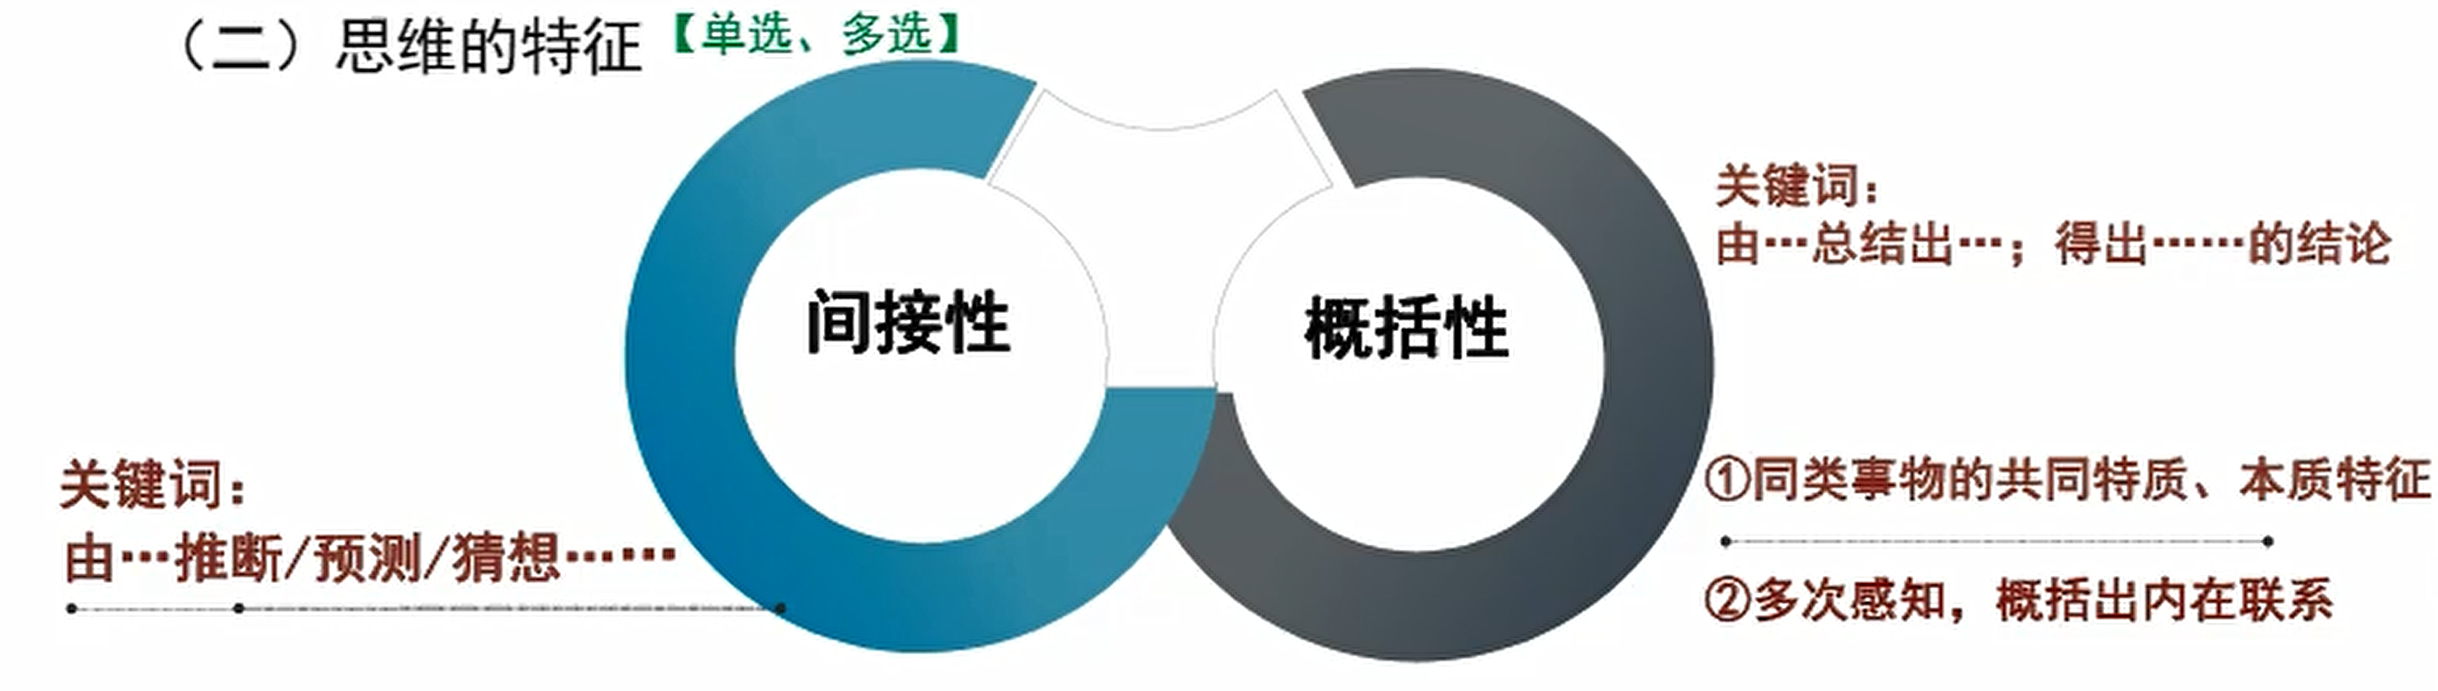 （二）思维的特征【单选、多选】
间接性
关键词：
由…推断/预测/猜想……
概括性
关键词：
由…总结出…；得出……的结论
①同类事物的共同特质、本质特征
②多次感知，概括出内在联系